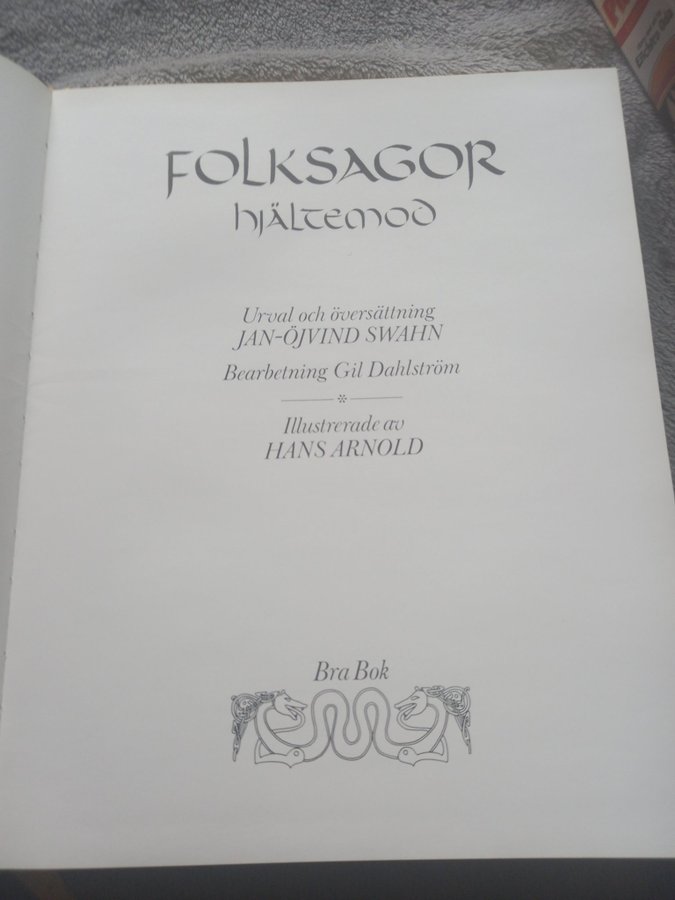 FOLKSAGOR
hjältemod
Urval och översättning
JAN-ÖJVIND SWAHN
Bearbetning Gil Dahlström
*
Illustrerade av
HANS ARNOLD
Bra Bok